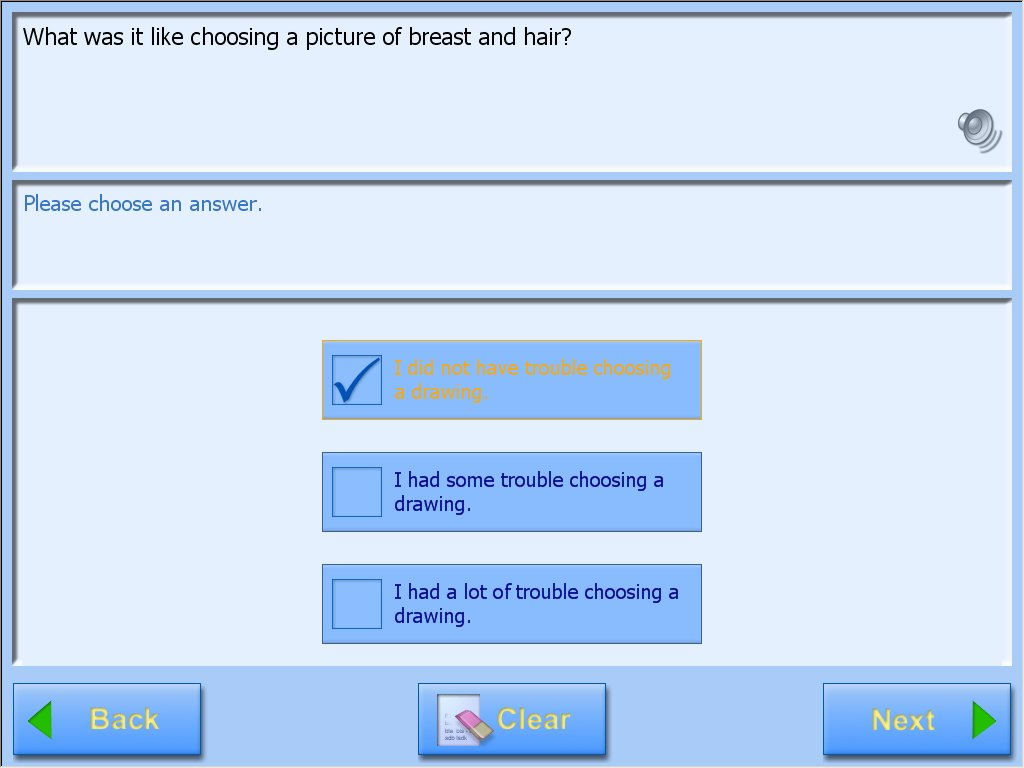 What was it like choosing a picture of breast and hair?
Please choose an answer.
I did not have trouble choosing
a drawing.
I had some trouble choosing a
drawing.
I had a lot of trouble choosing a
drawing.
Back
Clear
Next